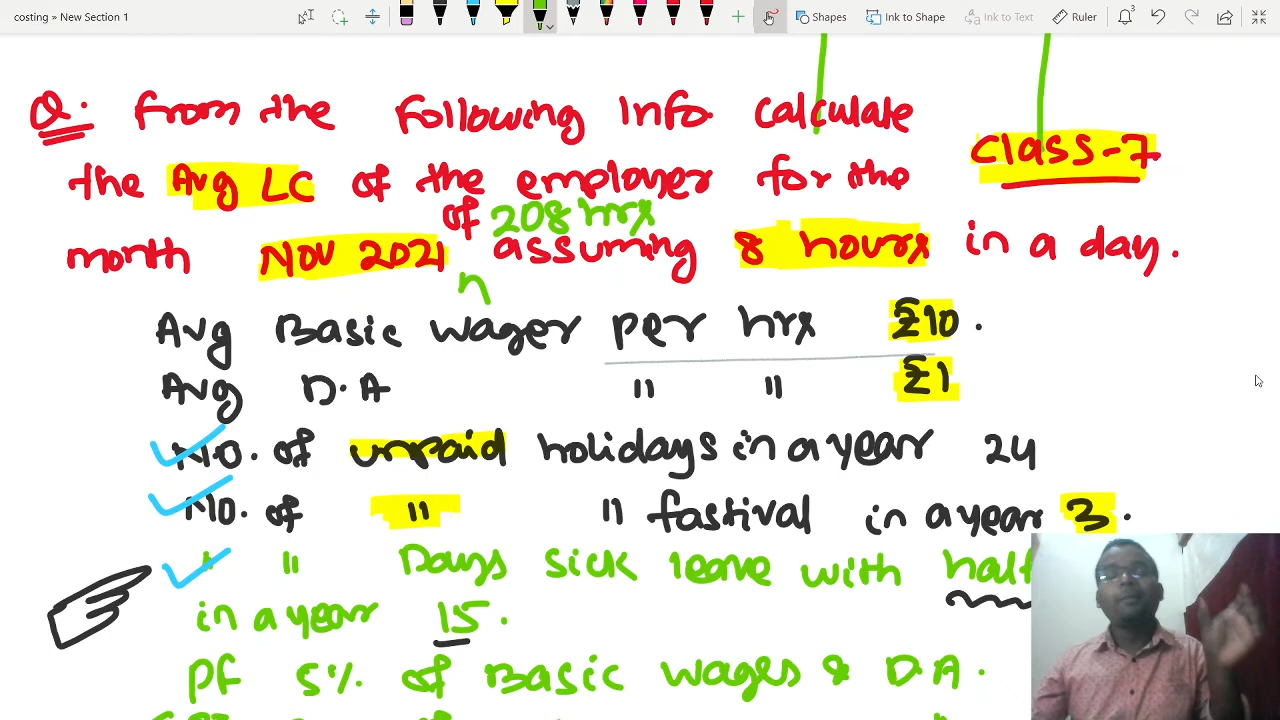 costing » New Section 1
Shapes Ink to Shape Ink to Text Ruler
Q. From the Following Info. Calculate
Class-7
the Avg LC of the employer for the
of 208 hrs
month Nov 2021 assuming 8 hours in a day.
n
Avg Basic wager per hrs ₹10.
Avg D.A " " ₹1
No. of unpaid holidays in a year 24
No. of " " fastival in a year 3.
" " Days sick leave with half
in a year 15.
PF 5% of Basic wages & D.A.